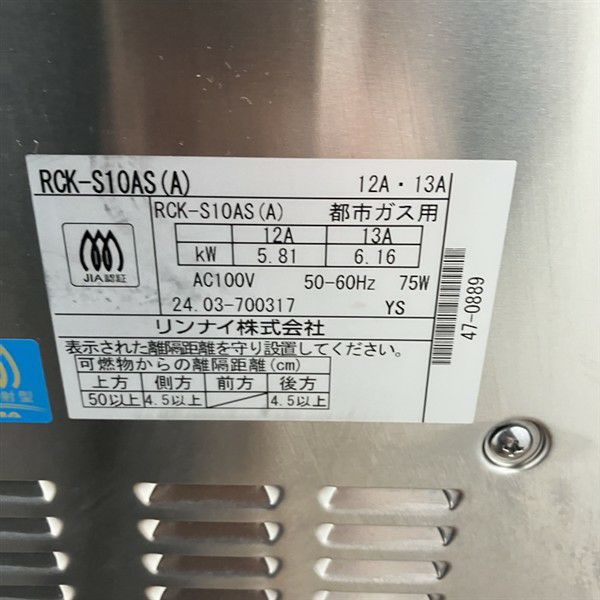 RCK-S10AS(A) 12A・13A
RCK-S10AS(A) 都市ガス用
12A 13A
kW 5.81 6.16
AC100V 50-60Hz 75W
24.03-700317 YS
リンナイ株式会社
JIA認証
表示された離隔距離を守り設置してください。
可燃物からの離隔距離(cm)
上方 側方 前方 後方
50以上 4.5以上 4.5以上
47-0889
射型